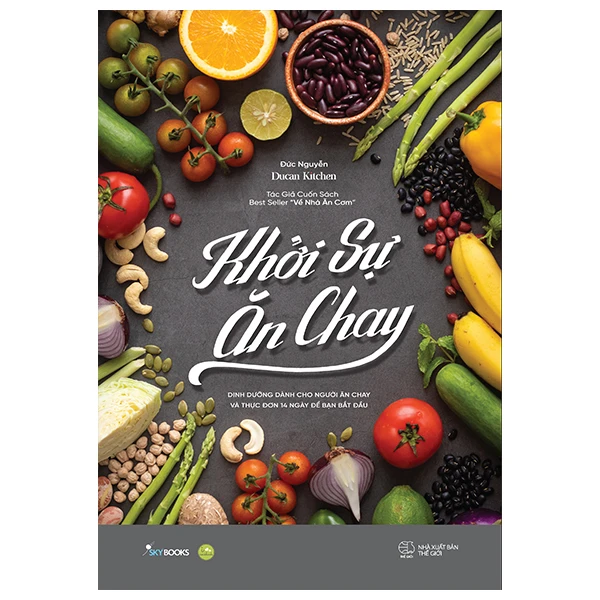 Đức Nguyễn
Ducan Kitchen
Tác Giả Cuốn Sách
Best Seller "Về Nhà Ăn Cơm"
Khởi Sự
Ăn Chay
DINH DƯỠNG DÀNH CHO NGƯỜI ĂN CHAY
VÀ THỰC ĐƠN 14 NGÀY ĐỂ BẠN BẮT ĐẦU
SKYBOOKS
NHÀ XUẤT BẢN
THẾ GIỚI